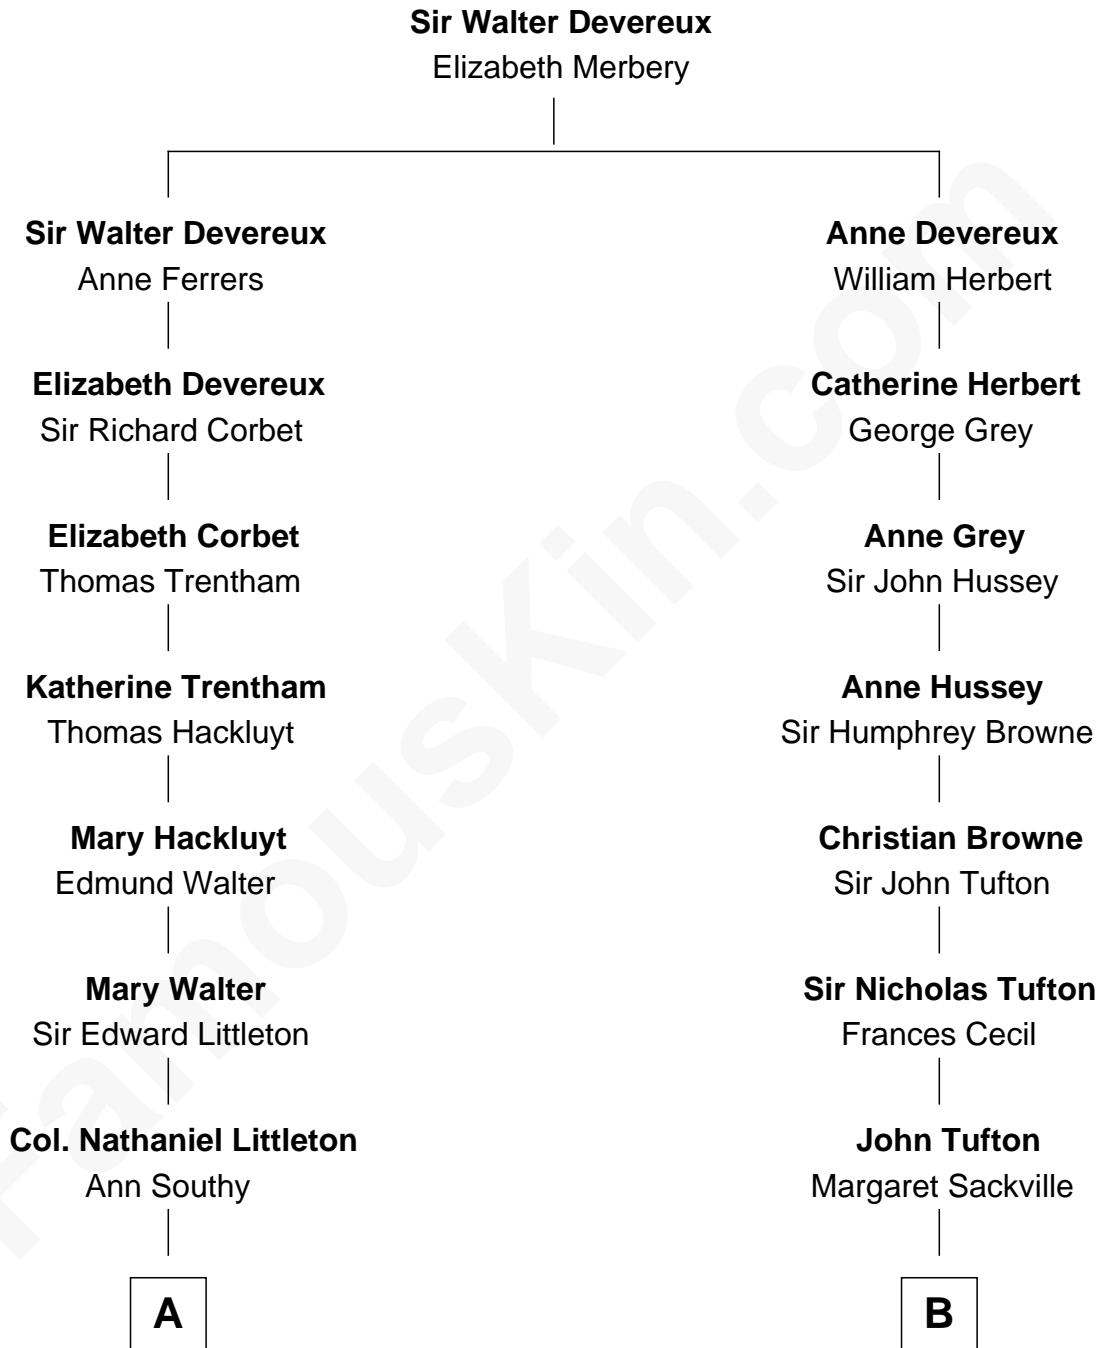 Sir Walter Devereux
Elizabeth Merbery
Sir Walter Devereux
Anne Ferrers
Anne Devereux
William Herbert
Elizabeth Devereux
Sir Richard Corbet
Catherine Herbert
George Grey
Elizabeth Corbet
Thomas Trentham
Anne Grey
Sir John Hussey
Katherine Trentham
Thomas Hackluyt
Anne Hussey
Sir Humphrey Browne
Mary Hackluyt
Edmund Walter
Christian Browne
Sir John Tufton
Mary Walter
Sir Edward Littleton
Sir Nicholas Tufton
Frances Cecil
Col. Nathaniel Littleton
Ann Southy
John Tufton
Margaret Sackville
A
B
FamousKin.com